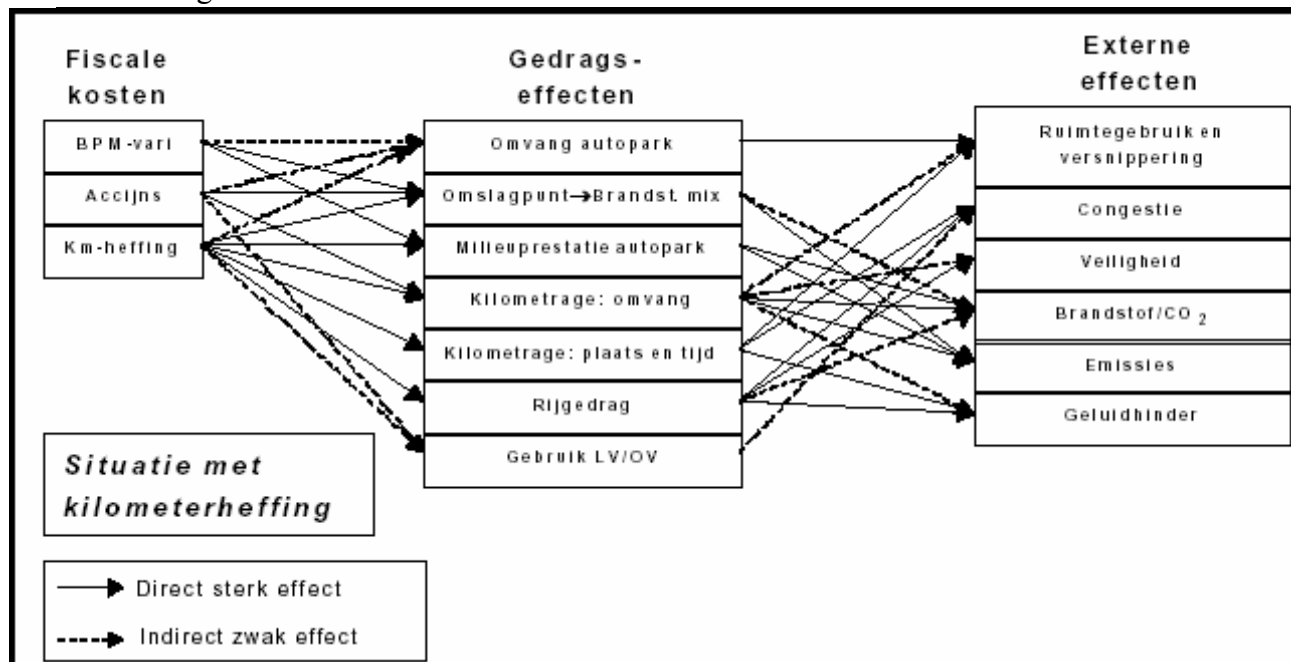 Fiscale
kosten
Gedrags-
effecten
Externe
effecten
BPM-vari
Accijns
Km-heffing
Omvang autopark
Omslagpunt→Brandst. mix
Milieuprestatie autopark
Kilometrage: omvang
Kilometrage: plaats en tijd
Rijgedrag
Gebruik LV/OV
Ruimtegebruik en
versnippering
Congestie
Veiligheid
Brandstof/CO2
Emissies
Geluidhinder
Situatie met
kilometerheffing
Direct sterk effect
Indirect zwak effect